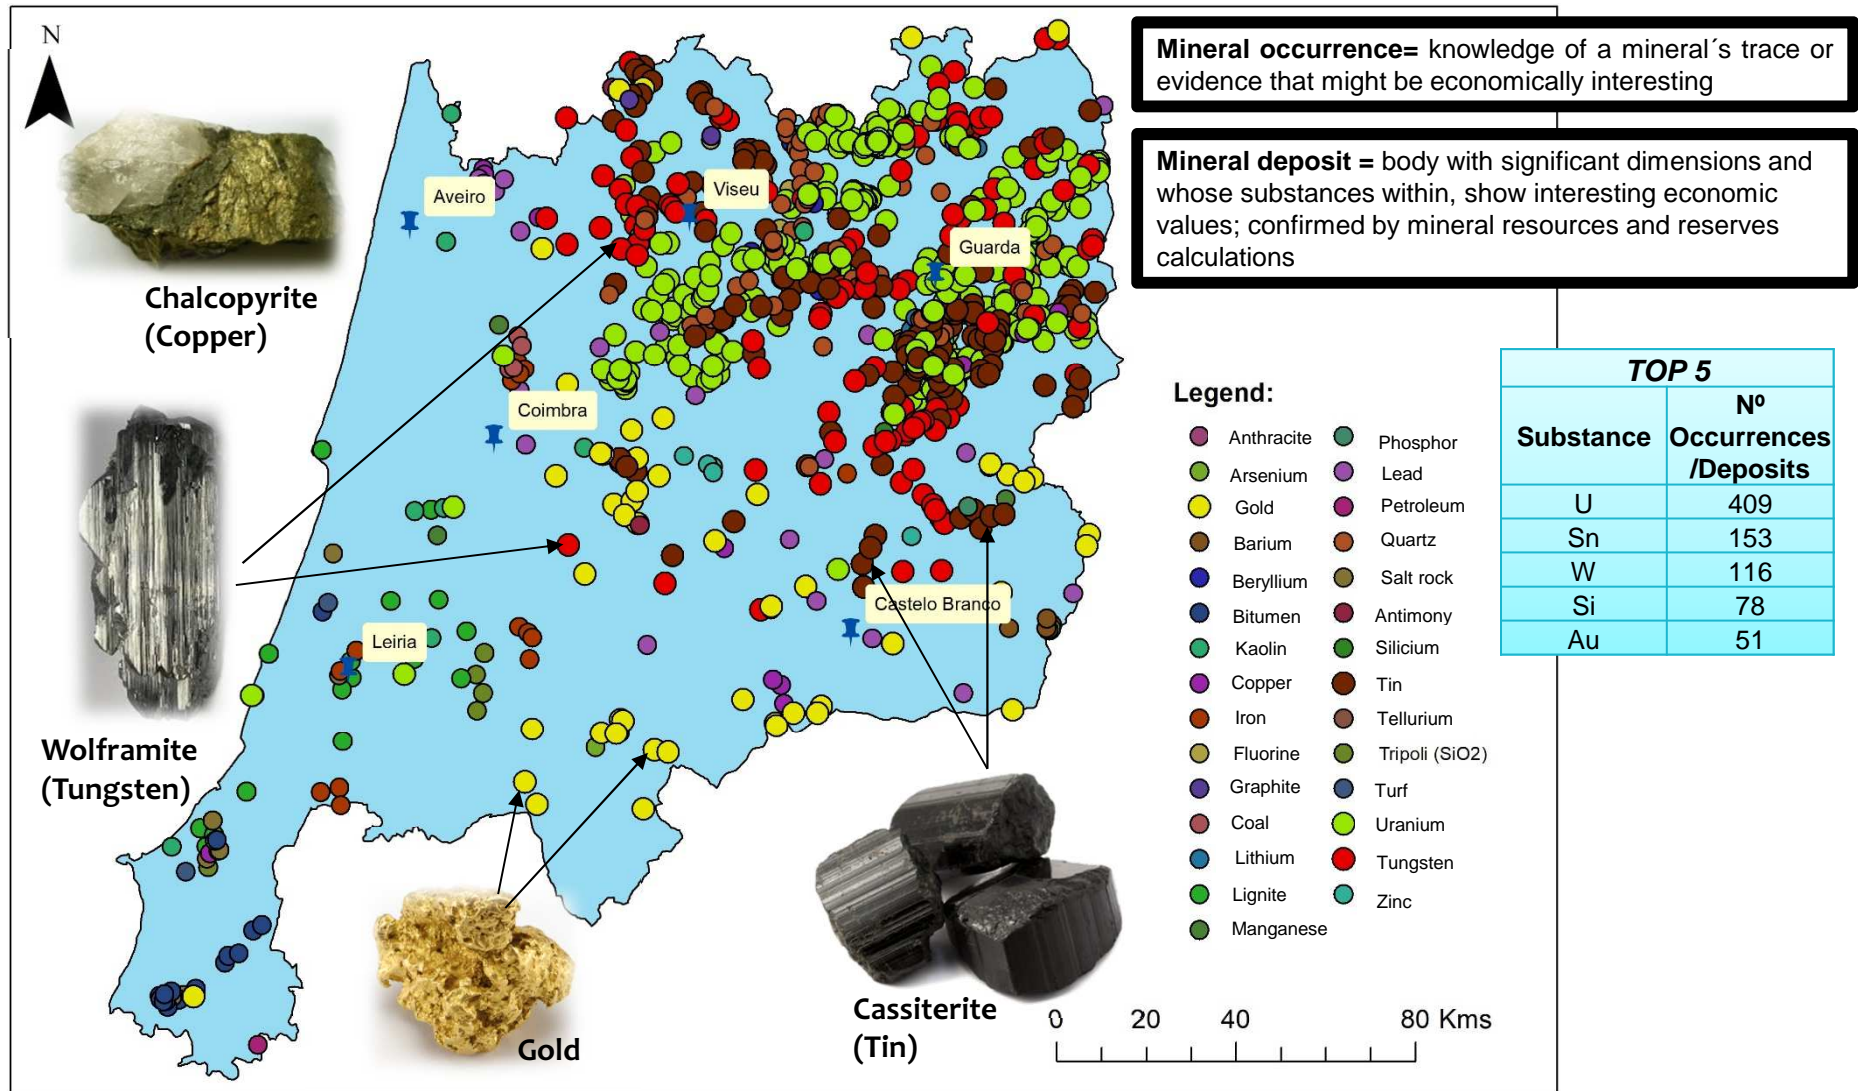 N
Mineral occurrence= knowledge of a mineral´s trace or
evidence that might be economically interesting
Mineral deposit = body with significant dimensions and
whose substances within, show interesting economic
values; confirmed by mineral resources and reserves
calculations
Chalcopyrite
(Copper)
Wolframite
(Tungsten)
Gold
Cassiterite
(Tin)
Aveiro
Viseu
Guarda
Coimbra
Castelo Branco
Leiria
Legend:
Anthracite
Arsenium
Gold
Barium
Beryllium
Bitumen
Kaolin
Copper
Iron
Fluorine
Graphite
Coal
Lithium
Lignite
Manganese
Phosphor
Lead
Petroleum
Quartz
Salt rock
Antimony
Silicium
Tin
Tellurium
Tripoli (SiO2)
Turf
Uranium
Tungsten
Zinc
TOP 5
Substance
Nº
Occurrences
/Deposits
U 409
Sn 153
W 116
Si 78
Au 51
0 20 40 80 Kms